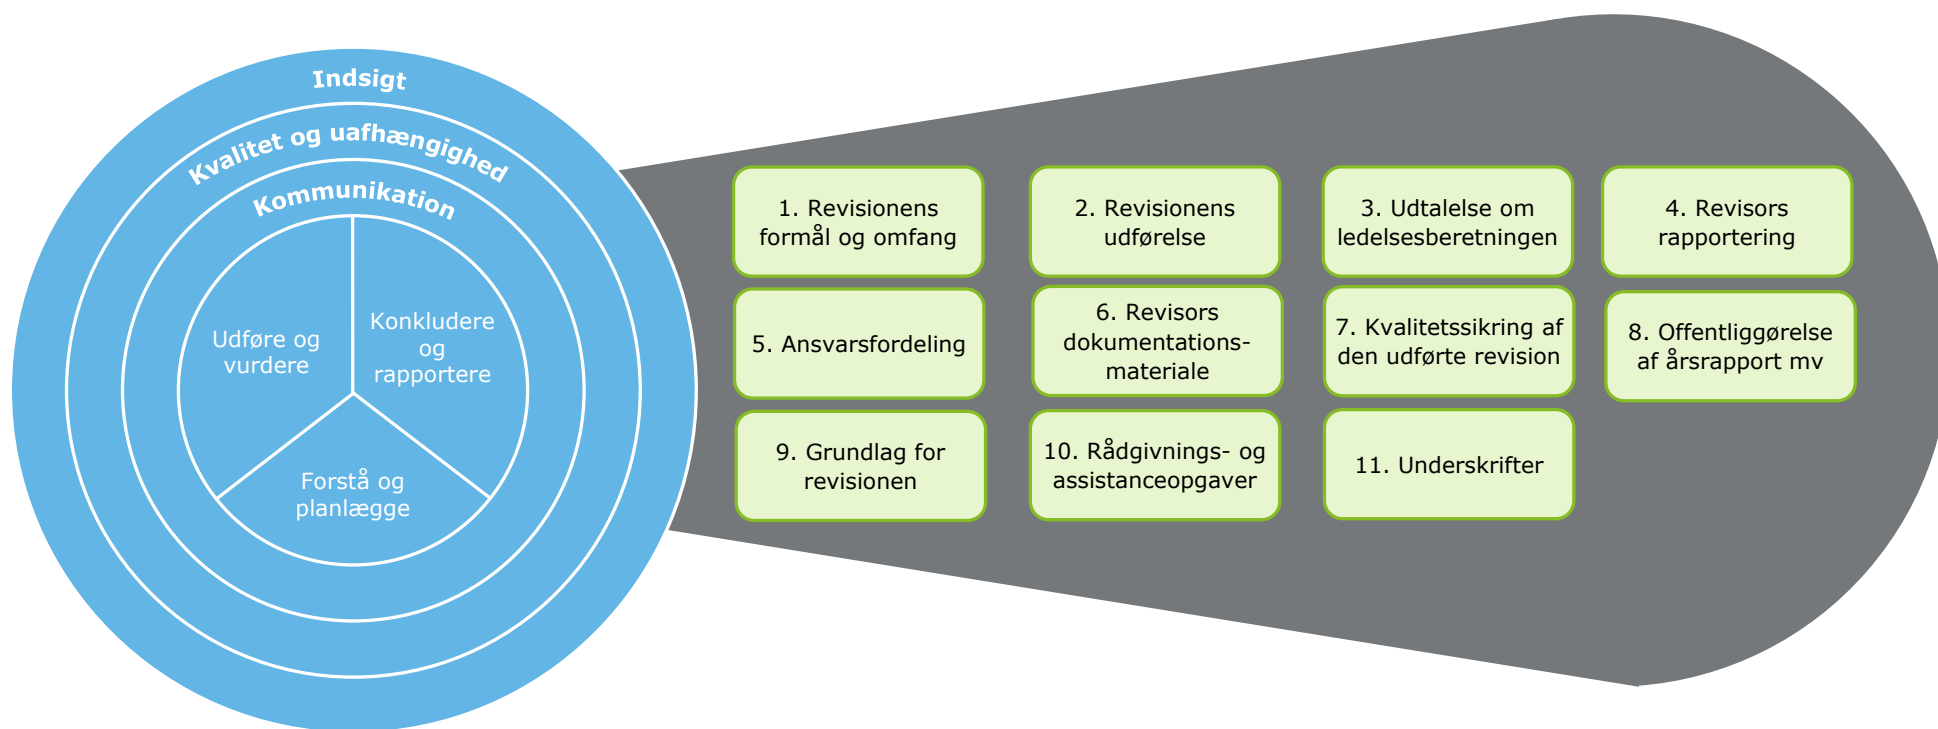 Indsigt
Kvalitet og uafhængighed
Kommunikation
Udføre og
vurdere
Konkludere
og
rapportere
Forstå og
planlægge
1. Revisionens
formål og omfang
2. Revisionens
udførelse
3. Udtalelse om
ledelsesberetningen
4. Revisors
rapportering
5. Ansvarsfordeling
6. Revisors
dokumentations-
materiale
7. Kvalitetssikring af
den udførte revision
8. Offentliggørelse
af årsrapport mv
9. Grundlag for
revisionen
10. Rådgivnings- og
assistanceopgaver
11. Underskrifter